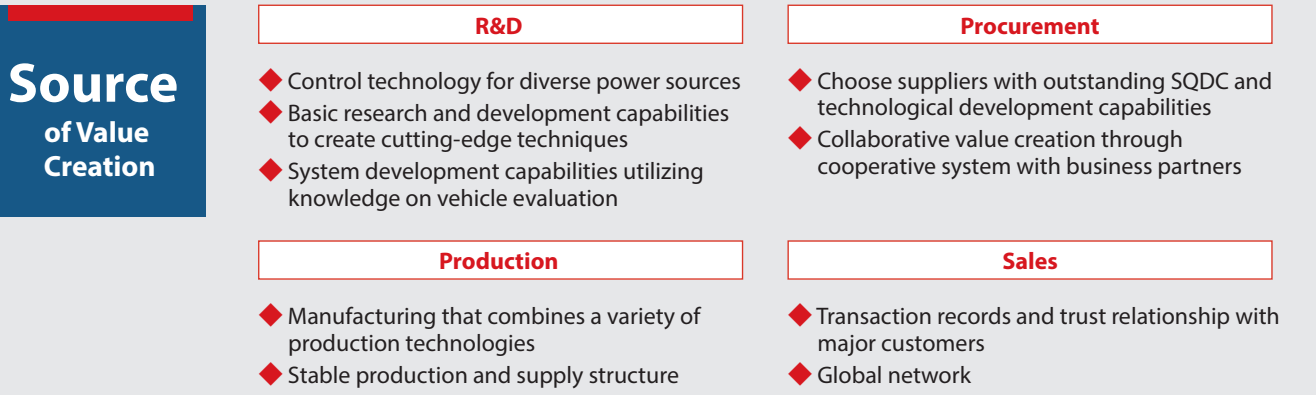 Source
of Value
Creation
R&D
◆ Control technology for diverse power sources
◆ Basic research and development capabilities
to create cutting-edge techniques
◆ System development capabilities utilizing
knowledge on vehicle evaluation
Procurement
◆ Choose suppliers with outstanding SQDC and
technological development capabilities
◆ Collaborative value creation through
cooperative system with business partners
Production
◆ Manufacturing that combines a variety of
production technologies
◆ Stable production and supply structure
Sales
◆ Transaction records and trust relationship with
major customers
◆ Global network